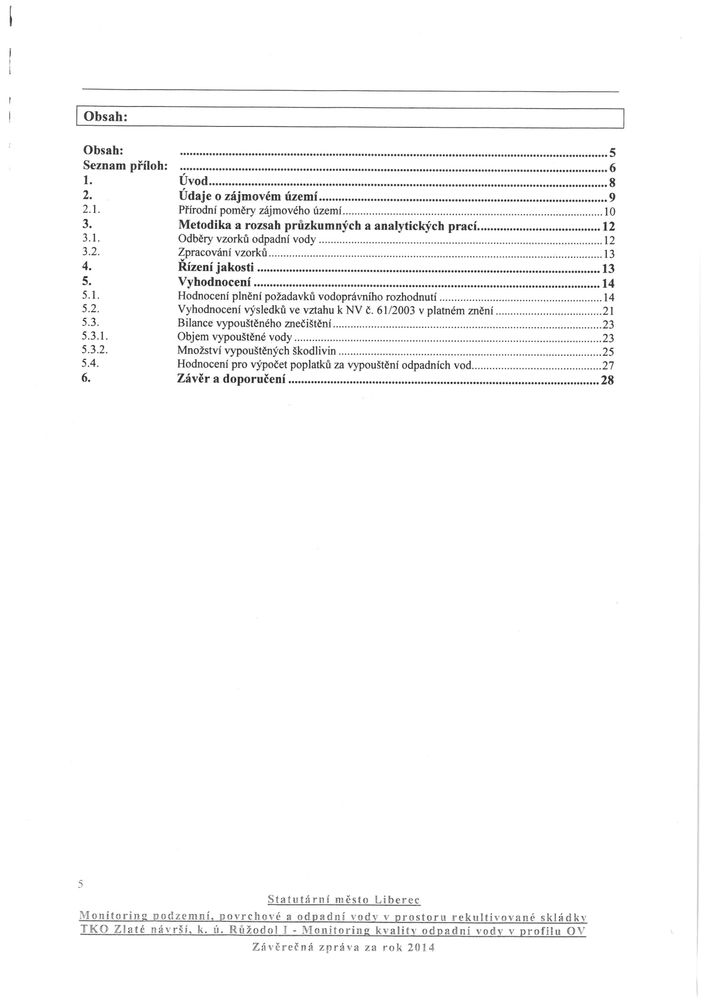 Obsah:
Obsah: ........................................ 5
Seznam příloh: ........................................ 6
1. Úvod........................................ 8
2. Údaje o zájmovém území........................................ 9
2.1. Přírodní poměry zájmového území........................................ 10
3. Metodika a rozsah průzkumných a analytických prací........................................ 12
3.1. Odběry vzorků odpadní vody ........................................ 12
3.2. Zpracování vzorků........................................ 13
4. Řízení jakosti ........................................ 13
5. Vyhodnocení ........................................ 14
5.1. Hodnocení plnění požadavků vodoprávního rozhodnutí ........................................ 14
5.2. Vyhodnocení výsledků ve vztahu k NV č. 61/2003 v platném znění ........................................ 21
5.3. Bilance vypouštěného znečištění........................................ 23
5.3.1. Objem vypouštěné vody ........................................ 23
5.3.2. Množství vypouštěných škodlivin ........................................ 25
5.4. Hodnocení pro výpočet poplatků za vypouštění odpadních vod........................................ 27
6. Závěr a doporučení ........................................ 28
5
Statutární město Liberec
Monitoring podzemní, povrchové a odpadní vody v prostoru rekultivované skládky
TKO Zlaté návrší, k. ú. Růžodol I - Monitoring kvality odpadní vody v profilu OV
Závěrečná zpráva za rok 2014